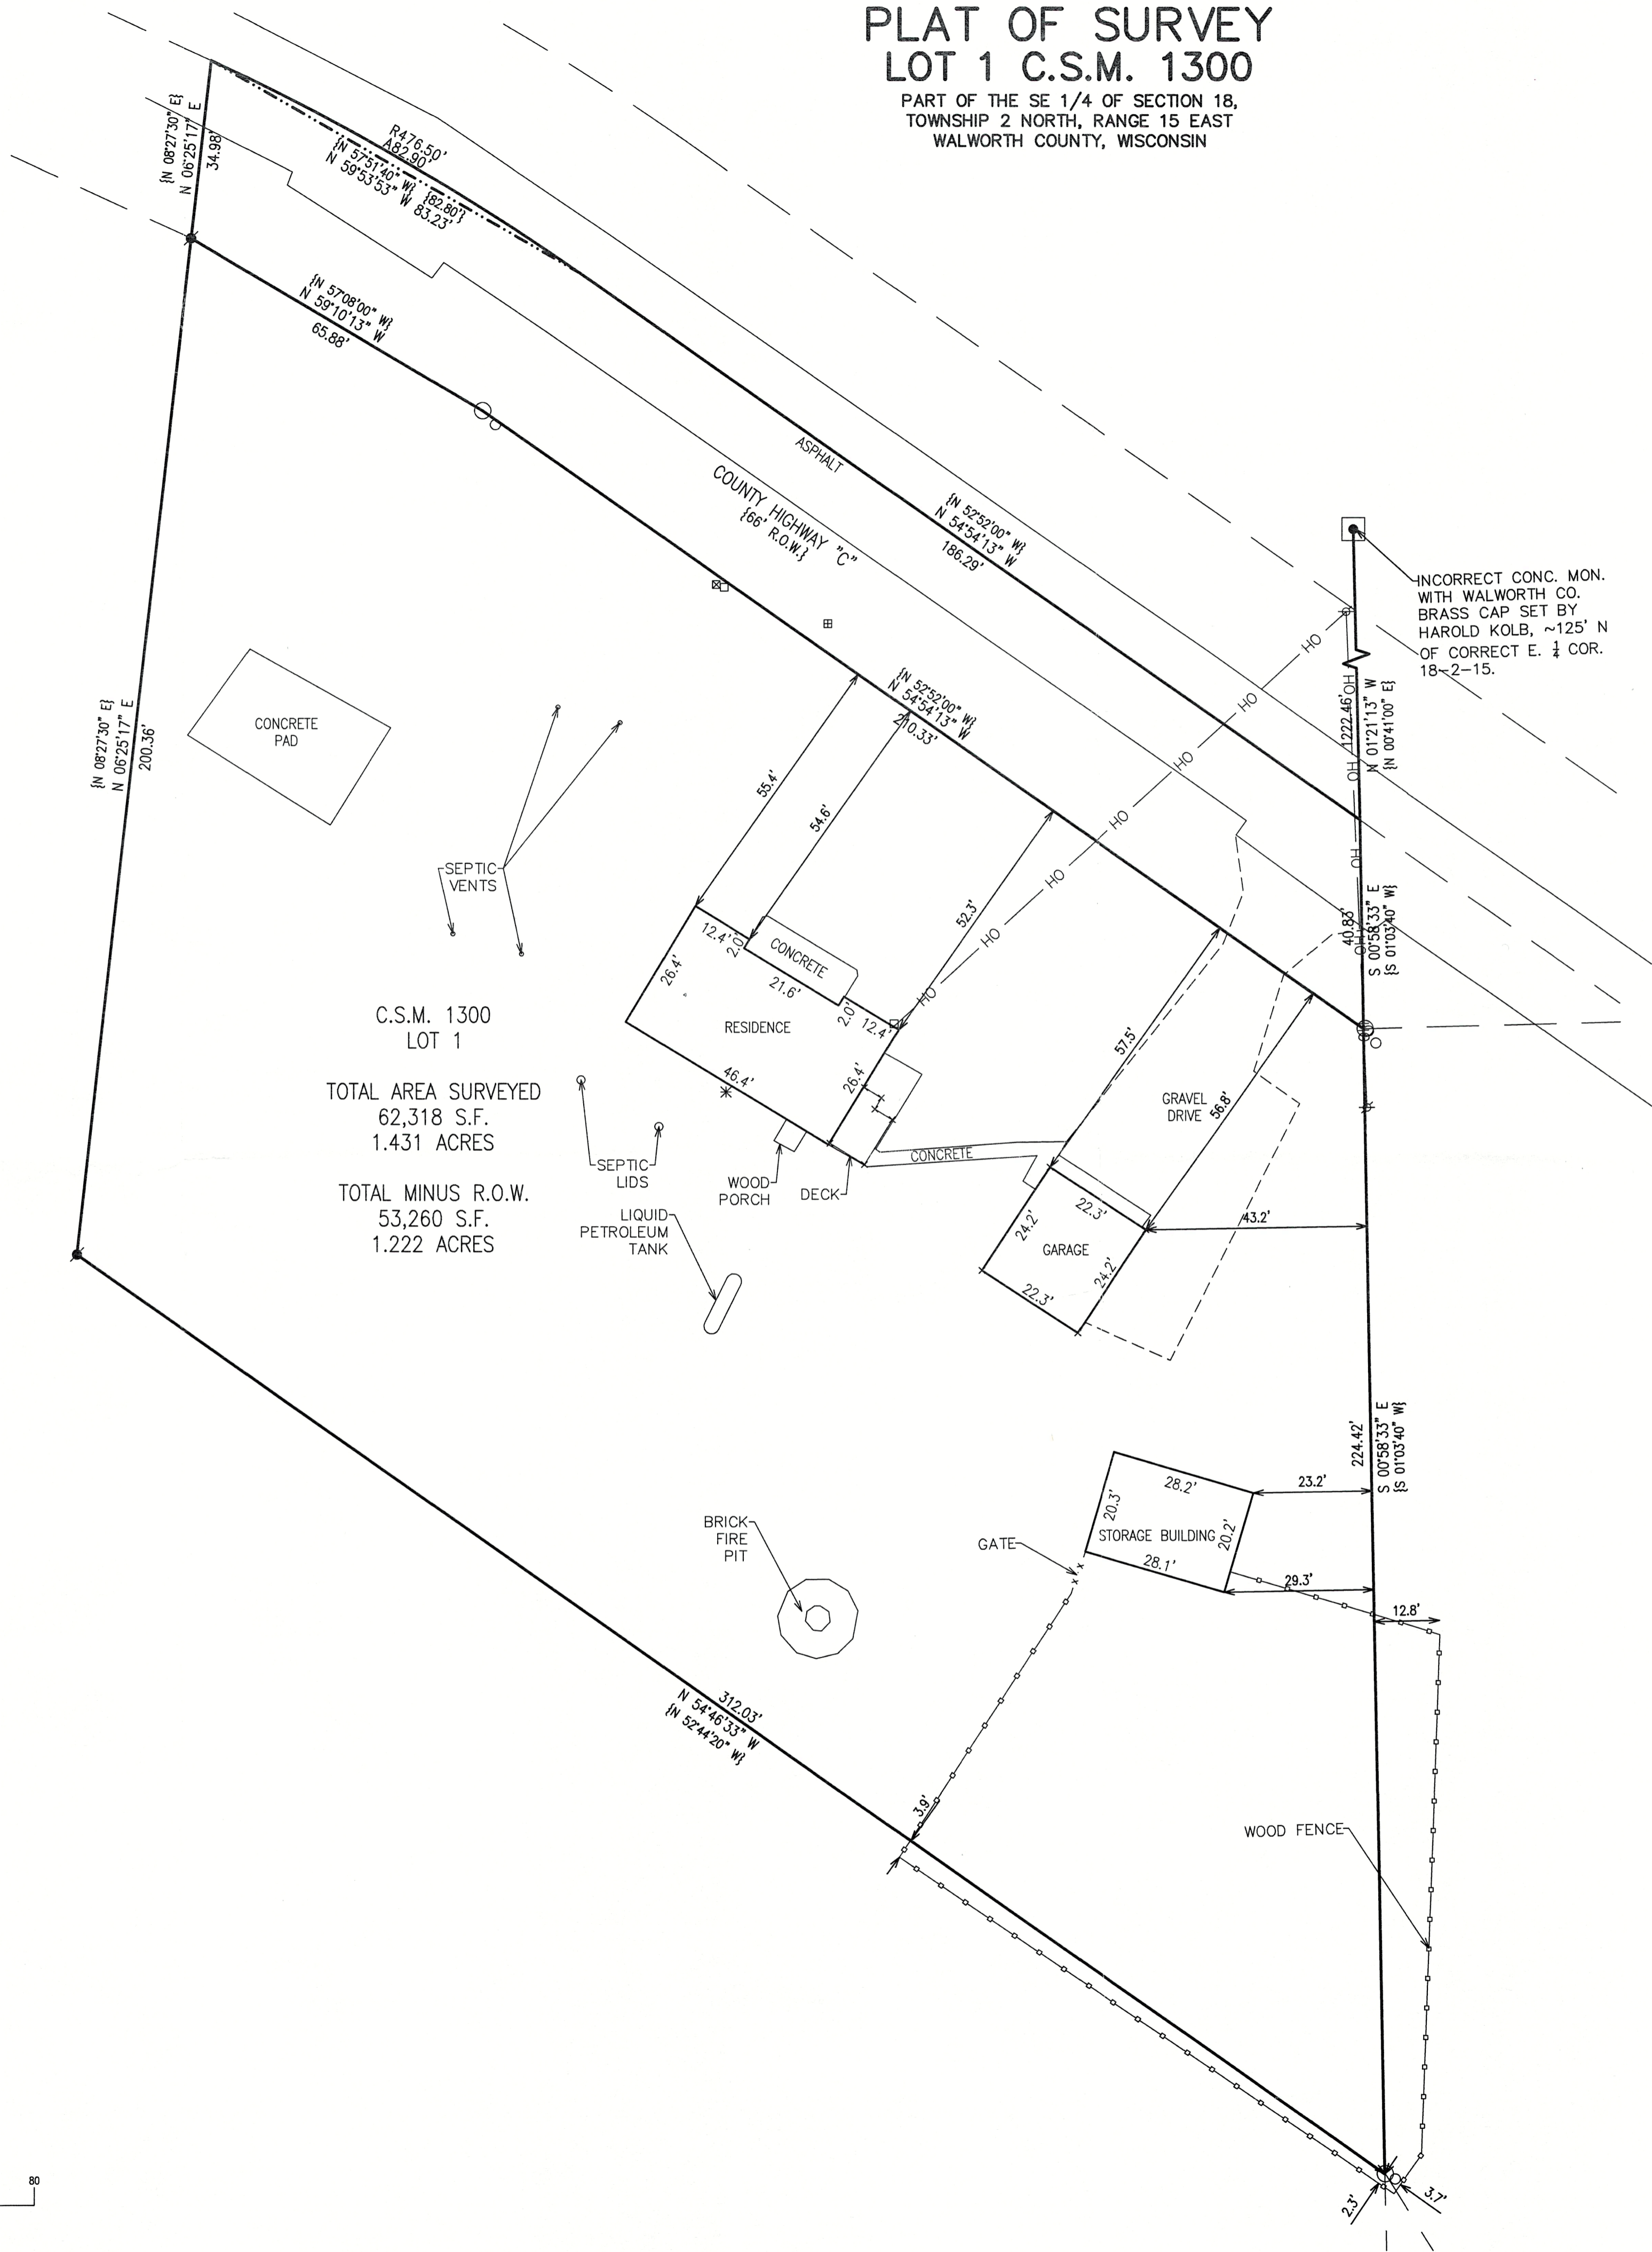 PLAT OF SURVEY
LOT 1 C.S.M. 1300
PART OF THE SE 1/4 OF SECTION 18,
TOWNSHIP 2 NORTH, RANGE 15 EAST
WALWORTH COUNTY, WISCONSIN
{N 08°27'30" E}
N 06°25'17" E
34.98'
R476.50'
A82.90'
{N 57°51'40" W} {82.80'}
N 59°53'53" W 83.23'
{N 57°08'00" W}
N 59°10'13" W
65.88'
ASPHALT
COUNTY HIGHWAY "C"
{66' R.O.W.}
{N 52°52'00" W}
N 54°54'13" W
186.29'
INCORRECT CONC. MON.
WITH WALWORTH CO.
BRASS CAP SET BY
HAROLD KOLB, ~125' N
OF CORRECT E. 1/4 COR.
18-2-15.
OH
OH
OH
OH
OH
OH
OH
OH
OH
OH
OH
1222.46'
N 01°21'13" W
{N 00°41'00" E}
{N 52°52'00" W}
N 54°54'13" W
210.33'
{N 08°27'30" E}
N 06°25'17" E
200.36'
CONCRETE
PAD
55.4'
54.6'
52.3'
SEPTIC
VENTS
40.83'
S 00°58'33" E
{S 01°03'40" W}
12.4'
2.0'
CONCRETE
26.4'
21.6'
2.0'
12.4'
RESIDENCE
46.4'
26.4'
57.5'
GRAVEL
DRIVE
56.8'
C.S.M. 1300
LOT 1
TOTAL AREA SURVEYED
62,318 S.F.
1.431 ACRES
TOTAL MINUS R.O.W.
53,260 S.F.
1.222 ACRES
SEPTIC
LIDS
WOOD
PORCH
DECK
CONCRETE
LIQUID
PETROLEUM
TANK
22.3'
24.2'
GARAGE
24.2'
22.3'
43.2'
224.42'
S 00°58'33" E
{S 01°03'40" W}
28.2'
23.2'
20.3'
STORAGE BUILDING
20.2'
28.1'
29.3'
12.8'
GATE
BRICK
FIRE
PIT
312.03'
N 54°46'33" W
{N 52°44'20" W}
3.9'
WOOD FENCE
80
2.3'
3.7'